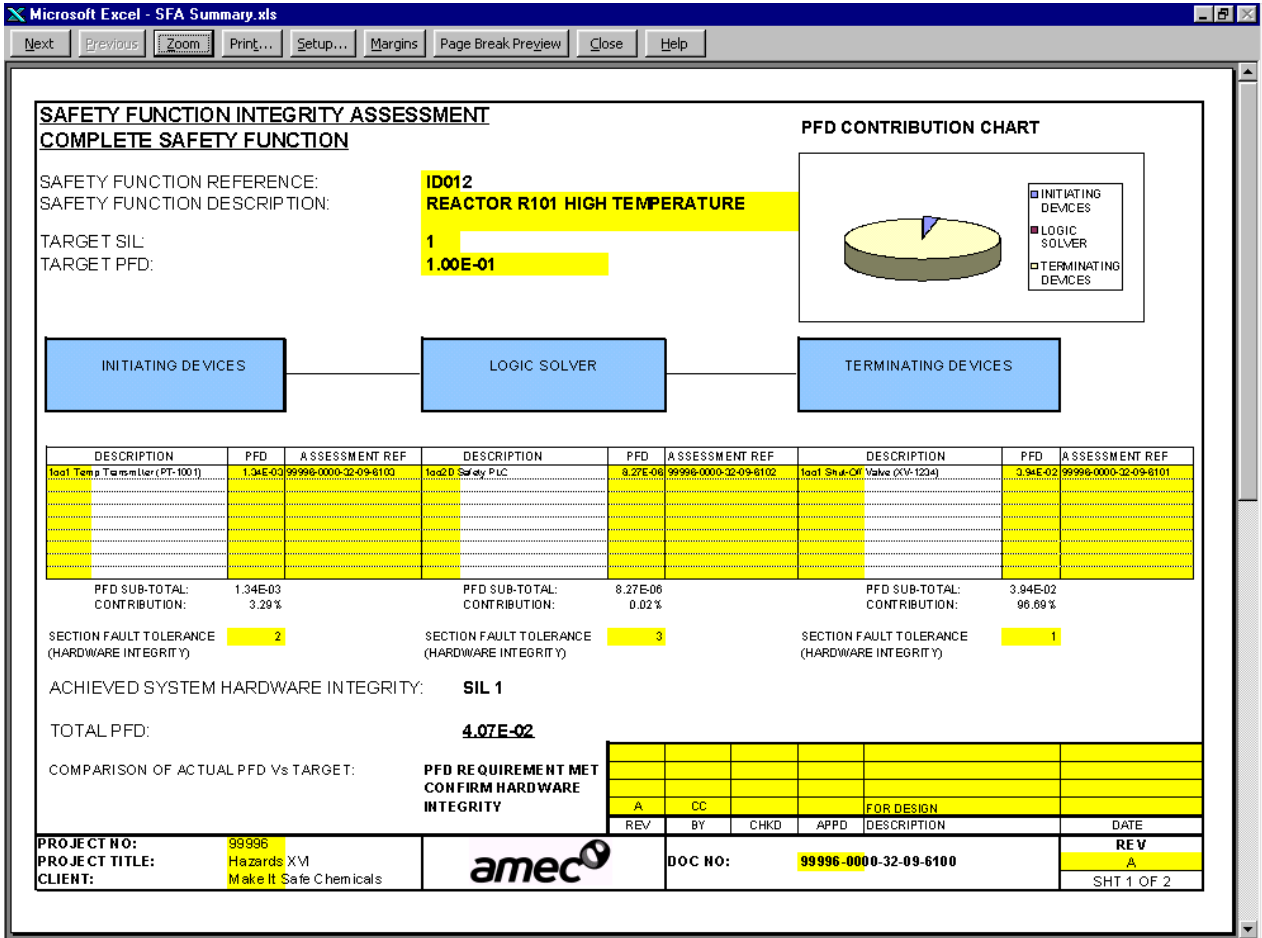 Microsoft Excel - SFA Summary.xls
Next Previous Zoom Print... Setup... Margins Page Break Preview Close Help
SAFETY FUNCTION INTEGRITY ASSESSMENT
COMPLETE SAFETY FUNCTION
PFD CONTRIBUTION CHART
SAFETY FUNCTION REFERENCE: ID012
SAFETY FUNCTION DESCRIPTION: REACTOR R101 HIGH TEMPERATURE
TARGET SIL: 1
TARGET PFD: 1.00E-01
INITIATING
DEVICES
LOGIC
SOLVER
TERMINATING
DEVICES
INITIATING DEVICES LOGIC SOLVER TERMINATING DEVICES
DESCRIPTION PFD ASSESSMENT REF DESCRIPTION PFD ASSESSMENT REF DESCRIPTION PFD ASSESSMENT REF
1oo1 Temp Transmiter (PT-1001) 1.34E-03 99996-0000-32-09-6103 1oo2D Safety PLC 8.27E-06 99996-0000-32-09-6102 1oo1 Shut-Off Valve (XV-1234) 3.94E-02 99996-0000-32-09-6101
PFD SUB-TOTAL: 1.34E-03 PFD SUB-TOTAL: 8.27E-06 PFD SUB-TOTAL: 3.94E-02
CONTRIBUTION: 3.29% CONTRIBUTION: 0.02% CONTRIBUTION: 96.69%
SECTION FAULT TOLERANCE 2 SECTION FAULT TOLERANCE 3 SECTION FAULT TOLERANCE 1
(HARDWARE INTEGRITY) (HARDWARE INTEGRITY) (HARDWARE INTEGRITY)
ACHIEVED SYSTEM HARDWARE INTEGRITY: SIL 1
TOTAL PFD: 4.07E-02
COMPARISON OF ACTUAL PFD Vs TARGET: PFD REQUIREMENT MET
CONFIRM HARDWARE
INTEGRITY
A CC FOR DESIGN
REV BY CHKD APPD DESCRIPTION DATE
PROJECT NO: 99996
PROJECT TITLE: Hazards XVI
CLIENT: Make It Safe Chemicals
amec
DOC NO: 99996-0000-32-09-6100
REV
A
SHT 1 OF 2